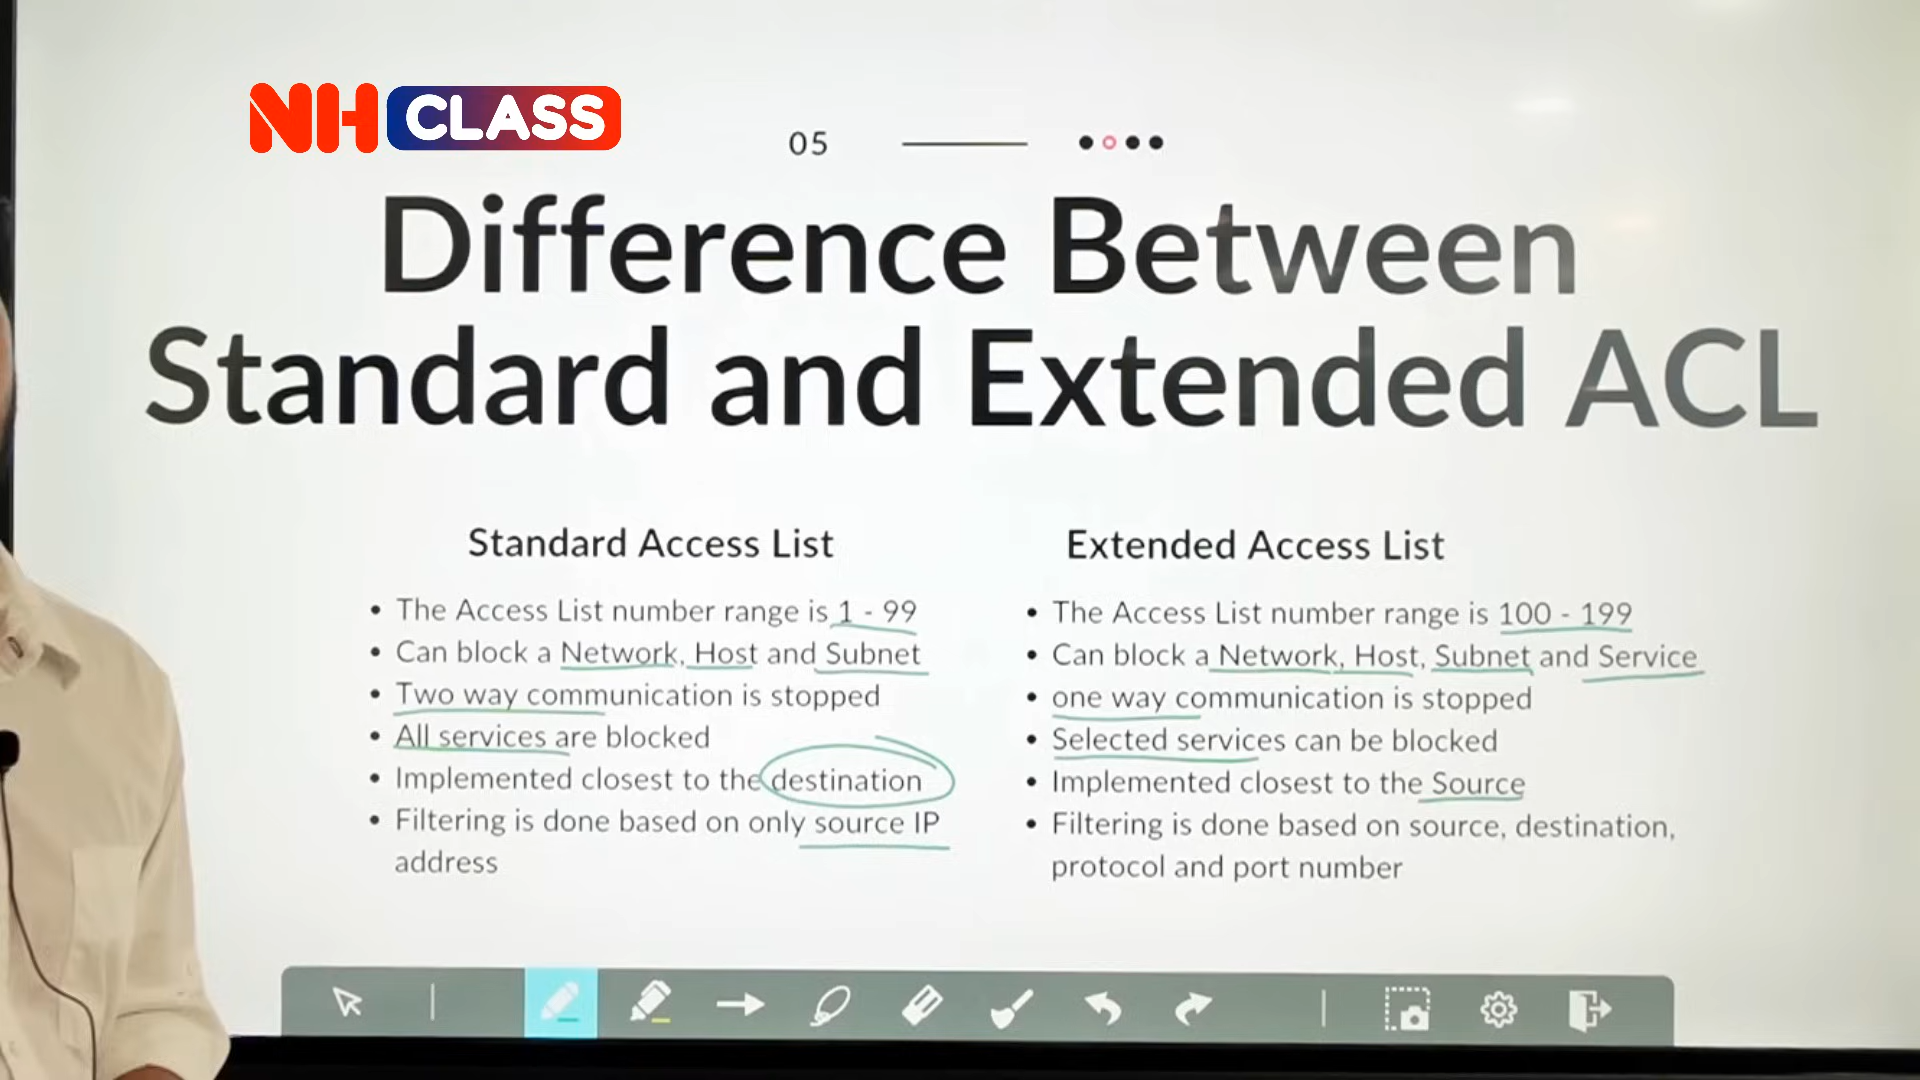 NH CLASS
05
Difference Between
Standard and Extended ACL
Standard Access List
• The Access List number range is 1 - 99
• Can block a Network, Host and Subnet
• Two way communication is stopped
• All services are blocked
• Implemented closest to the destination
• Filtering is done based on only source IP
address
Extended Access List
• The Access List number range is 100 - 199
• Can block a Network, Host, Subnet and Service
• one way communication is stopped
• Selected services can be blocked
• Implemented closest to the Source
• Filtering is done based on source, destination,
protocol and port number